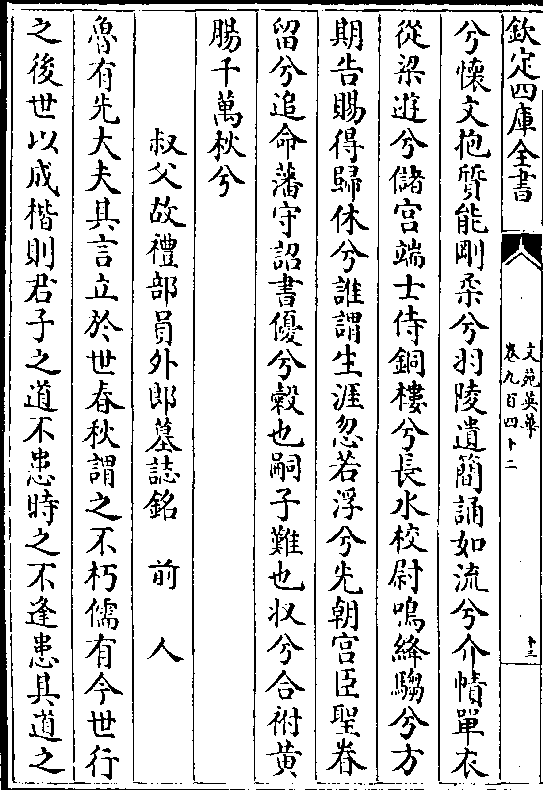 欽定四庫全書
文苑英華
卷九百四十二
十三
兮懷文抱質能剛柔兮羽陵遺簡誦如流兮介幘單衣
從梁遊兮儲宮端士侍銅樓兮長水校尉鳴絳騶兮方
期告賜得歸休兮誰謂生涯忽若浮兮先朝宮臣聖眷
留兮追命藩守詔書優兮穀也嗣子難也收兮合祔黃
腸千萬秋兮
叔父故禮部員外郎墓誌銘 前人
魯有先大夫其言立於世春秋謂之不朽儒有今世行
之後世以成楷則君子之道不患時之不逢患其道之